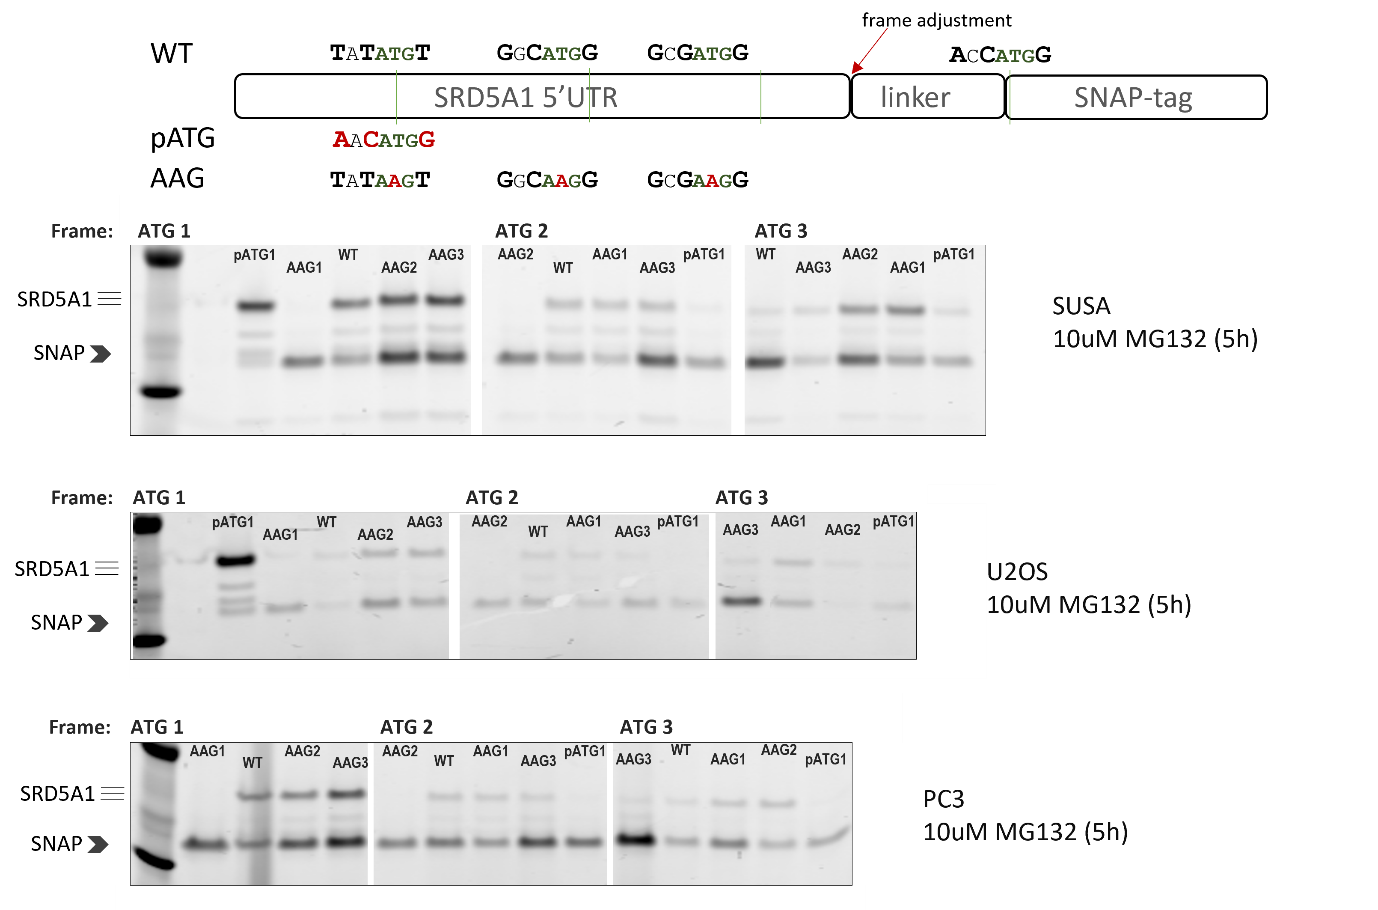 frame adjustment
WT TATATGT GGCATGG GCGATGG ACCATGG
SRD5A1 5’UTR linker SNAP-tag
pATG AACATGG
AAG TATAAGT GGCAAGG GCGAAGG
Frame: ATG 1 ATG 2 ATG 3
pATG1 AAG1 WT AAG2 AAG3 AAG2 WT AAG1 AAG3 pATG1 WT AAG3 AAG2 AAG1 pATG1
SRD5A1
SNAP
SUSA
10uM MG132 (5h)
Frame: ATG 1 ATG 2 ATG 3
pATG1 AAG1 WT AAG2 AAG3 AAG2 WT AAG1 AAG3 pATG1 AAG3 AAG1 AAG2 pATG1
SRD5A1
SNAP
U2OS
10uM MG132 (5h)
Frame: ATG 1 ATG 2 ATG 3
AAG1 WT AAG2 AAG3 AAG2 WT AAG1 AAG3 pATG1 AAG3 WT AAG1 AAG2 pATG1
SRD5A1
SNAP
PC3
10uM MG132 (5h)